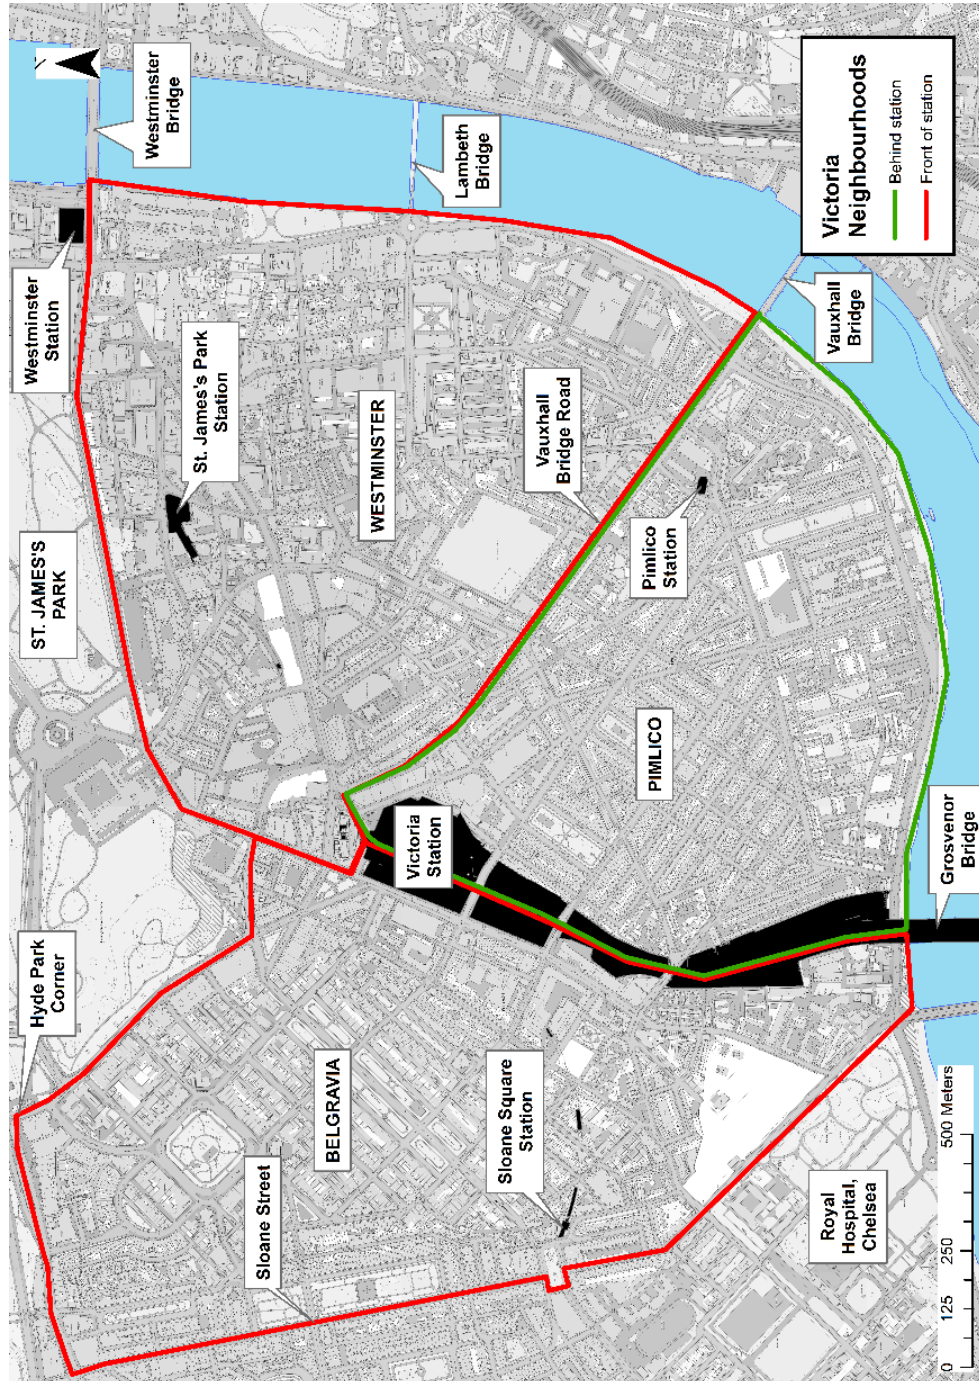 Hyde Park
Corner
ST. JAMES'S
PARK
Westminster
Station
Westminster
Bridge
St. James's Park
Station
Sloane Street
BELGRAVIA
WESTMINSTER
Lambeth
Bridge
Victoria
Station
Vauxhall
Bridge Road
Sloane Square
Station
Pimlico
Station
PIMLICO
Vauxhall
Bridge
Royal
Hospital,
Chelsea
Grosvenor
Bridge
Victoria
Neighbourhoods
Behind station
Front of station
0 125 250 500 Meters